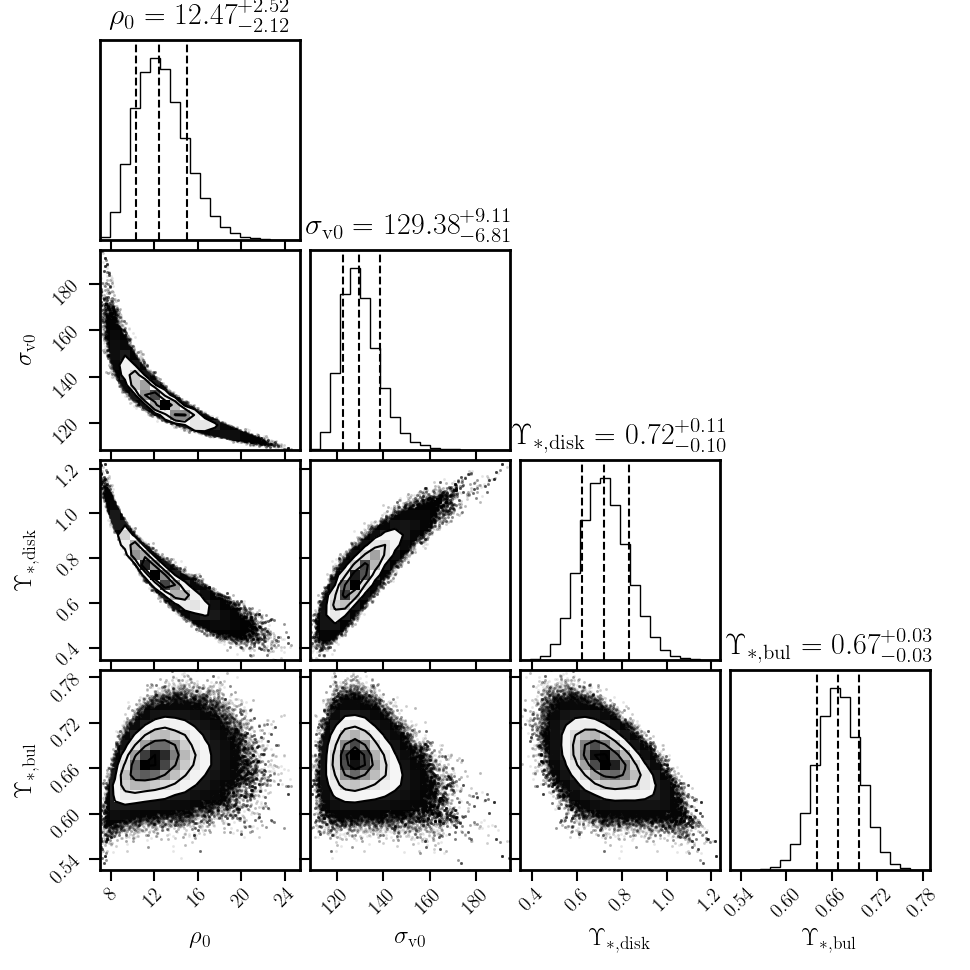 ρ₀ = 12.47 +2.52 −2.12
σᵥ₀ = 129.38 +9.11 −6.81
180
160
140
120
σᵥ₀
ϒ*,disk = 0.72 +0.11 −0.10
1.2
1.0
0.8
0.6
0.4
ϒ*,disk
ϒ*,bul = 0.67 +0.03 −0.03
0.78
0.72
0.66
0.60
0.54
ϒ*,bul
8 12 16 20 24
120 140 160 180
0.4 0.6 0.8 1.0 1.2
0.54 0.60 0.66 0.72 0.78
ρ₀
σᵥ₀
ϒ*,disk
ϒ*,bul